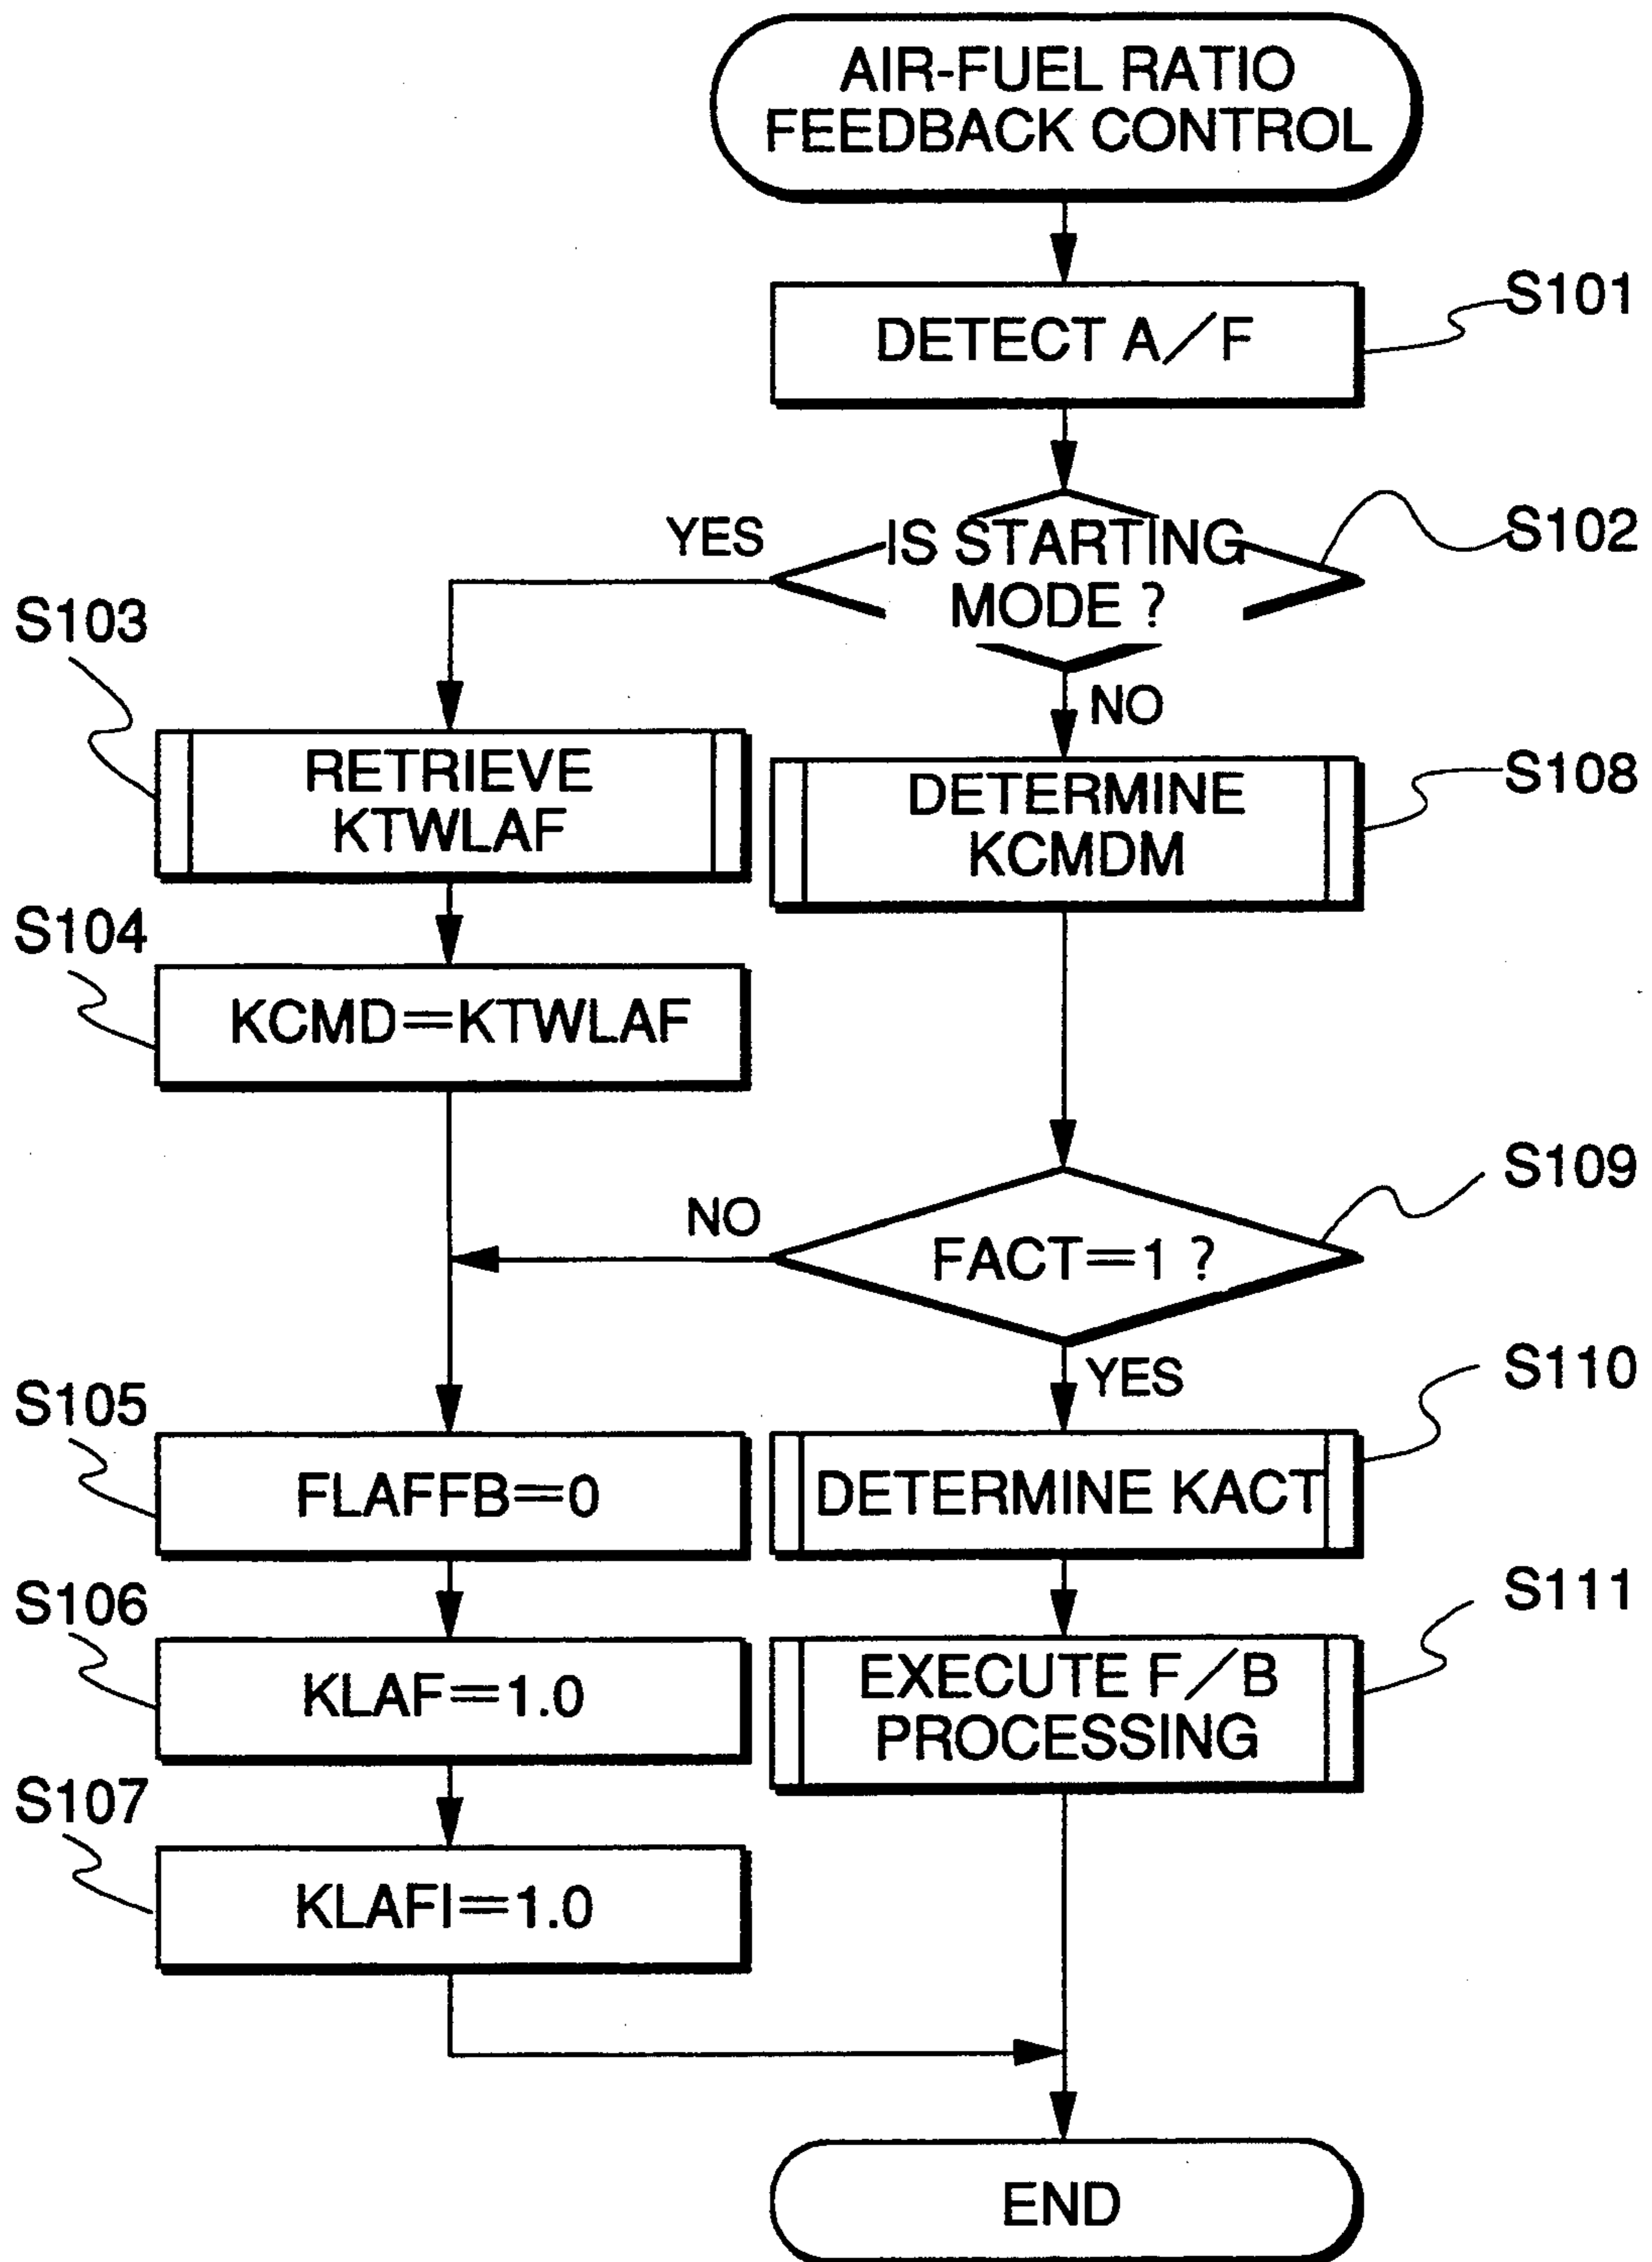 AIR-FUEL RATIO
FEEDBACK CONTROL
S101
DETECT A/F
S102
YES
IS STARTING
MODE ?
NO
S103
RETRIEVE
KTWLAF
S108
DETERMINE
KCMDM
S104
KCMD=KTWLAF
S109
NO
FACT=1 ?
YES
S110
S105
FLAFFB=0
DETERMINE KACT
S106
KLAF=1.0
S111
EXECUTE F/B
PROCESSING
S107
KLAFI=1.0
END